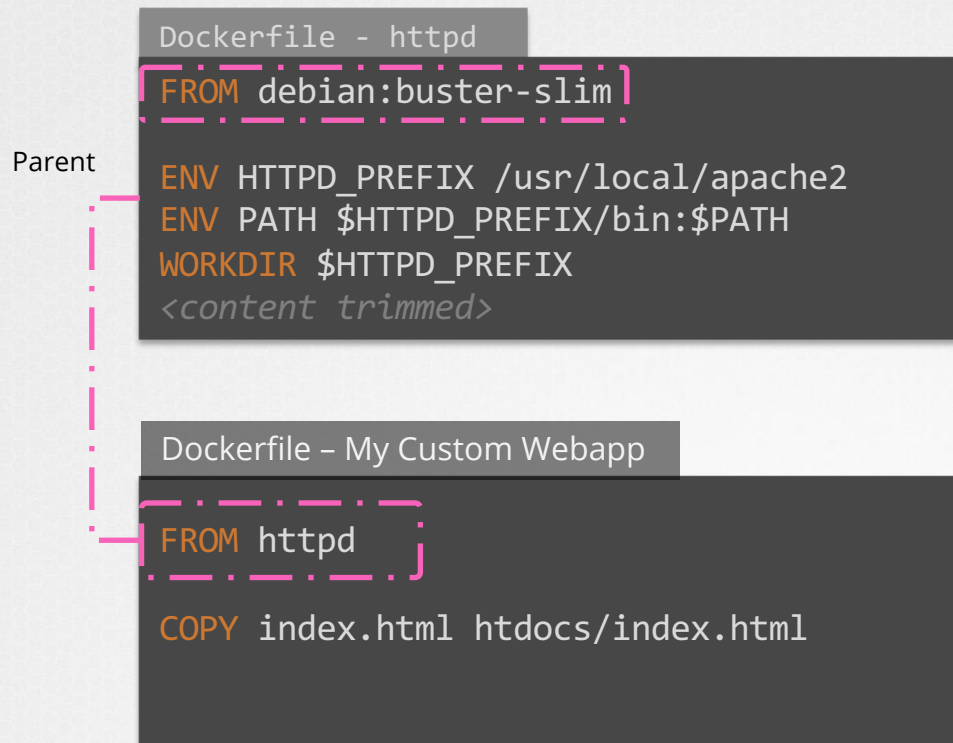 Dockerfile - httpd
FROM debian:buster-slim
Parent
ENV HTTPD_PREFIX /usr/local/apache2
ENV PATH $HTTPD_PREFIX/bin:$PATH
WORKDIR $HTTPD_PREFIX
<content trimmed>
Dockerfile – My Custom Webapp
FROM httpd
COPY index.html htdocs/index.html